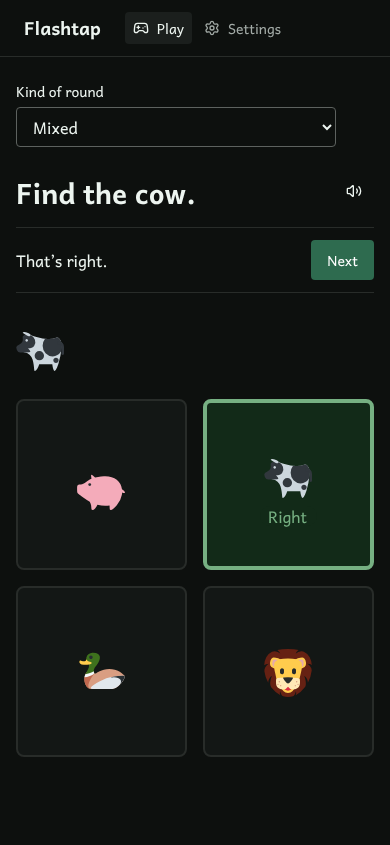 Flashtap
Play
Settings
Kind of round
Mixed
Find the cow.
That’s right.
Next
Right